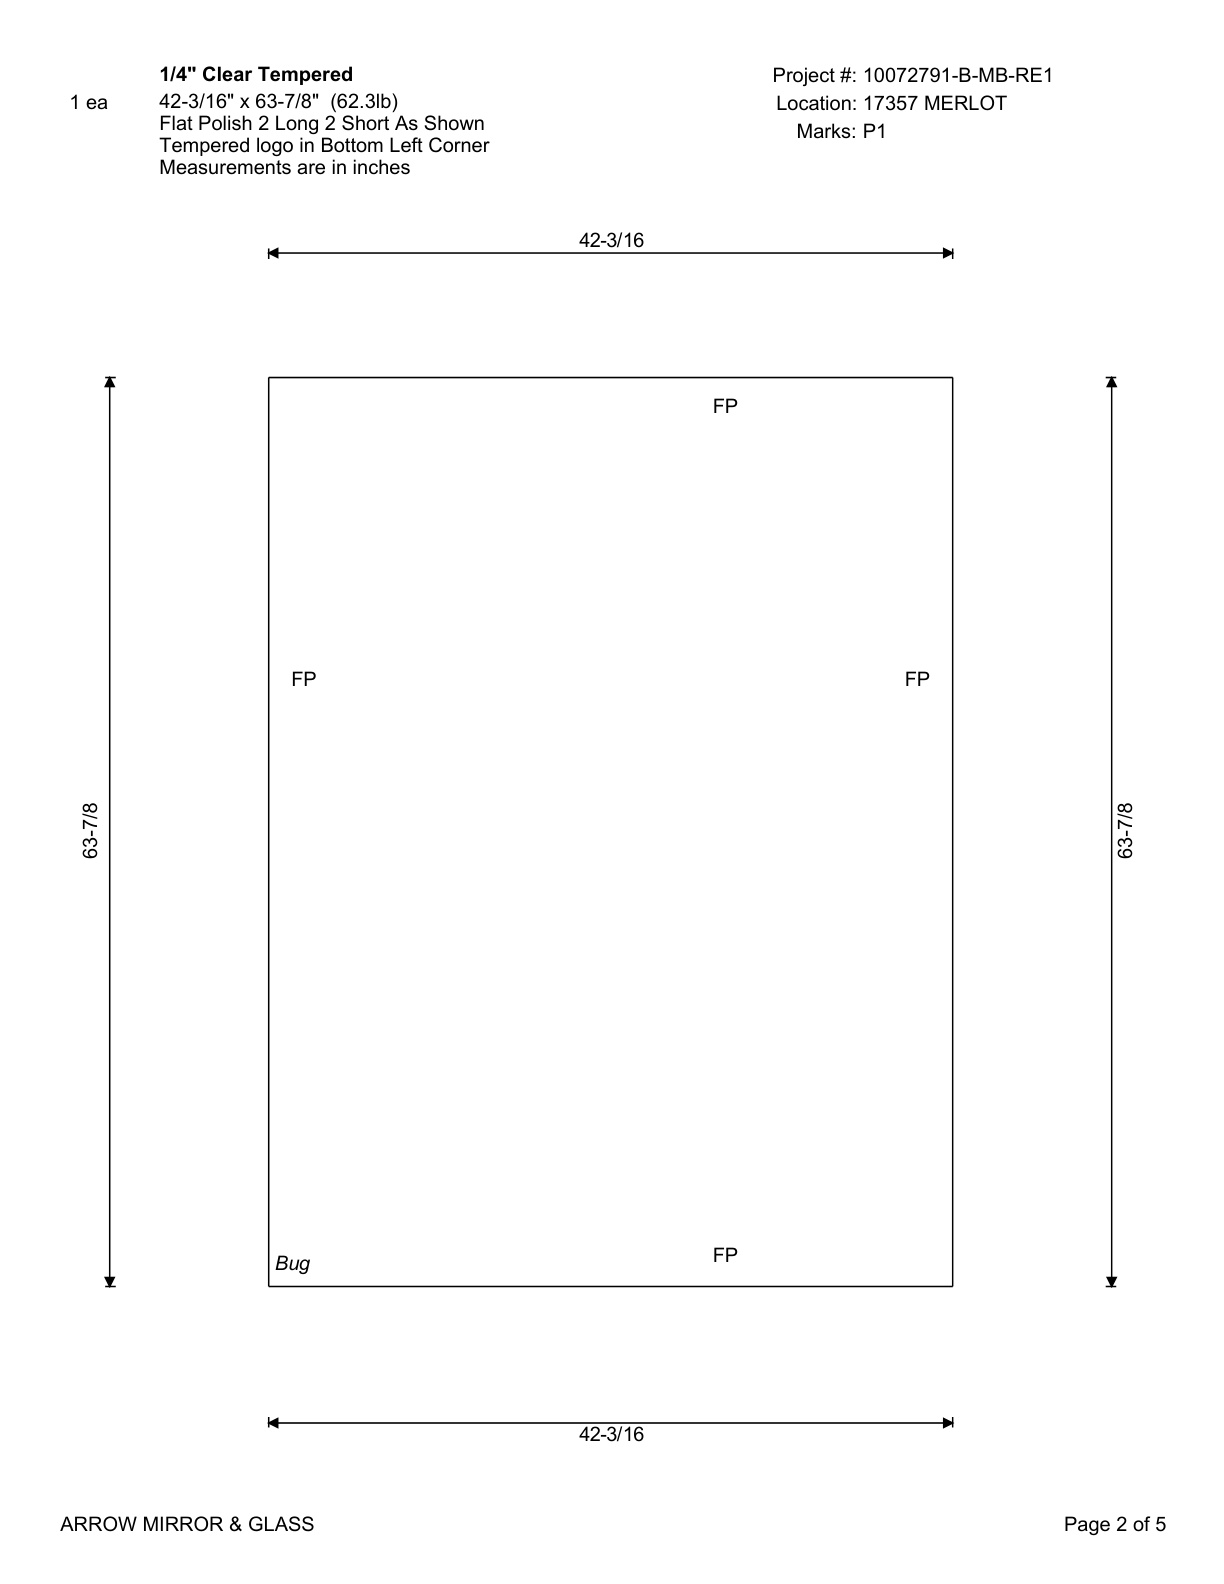 1/4" Clear Tempered
1 ea
42-3/16" x 63-7/8" (62.3lb)
Flat Polish 2 Long 2 Short As Shown
Tempered logo in Bottom Left Corner
Measurements are in inches
Project #: 10072791-B-MB-RE1
Location: 17357 MERLOT
Marks: P1
42-3/16
FP
FP
FP
63-7/8
63-7/8
Bug
FP
42-3/16
ARROW MIRROR & GLASS
Page 2 of 5